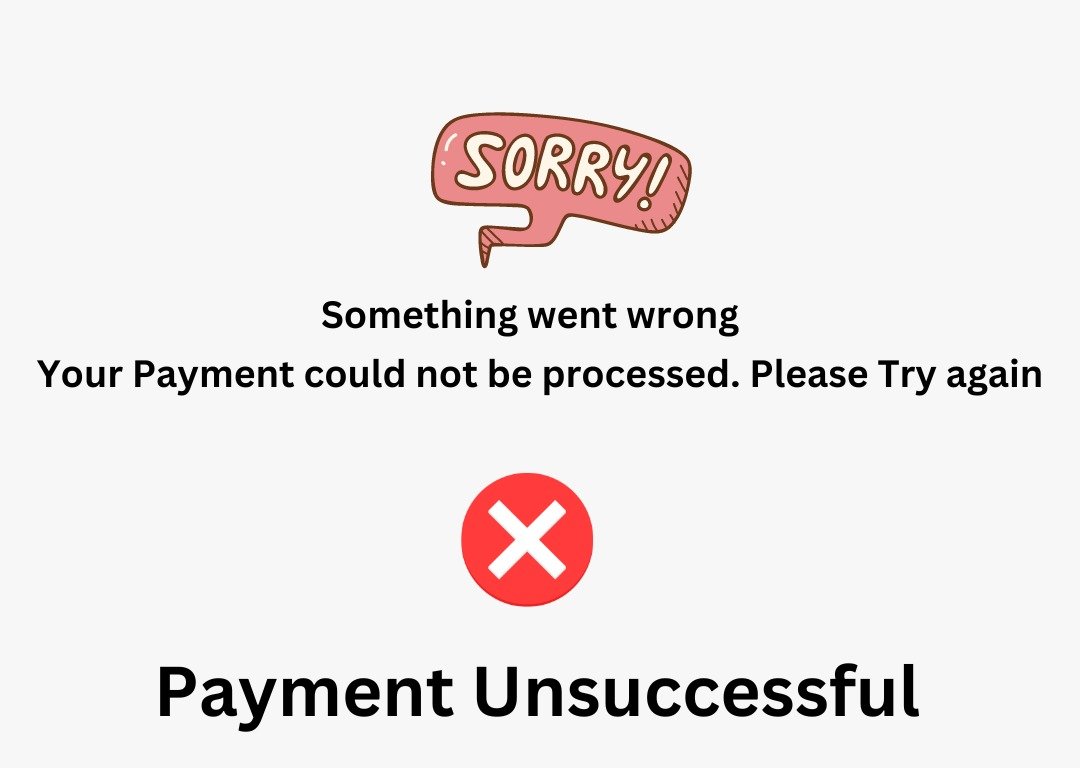 SORRY!
Something went wrong
Your Payment could not be processed. Please Try again
Payment Unsuccessful